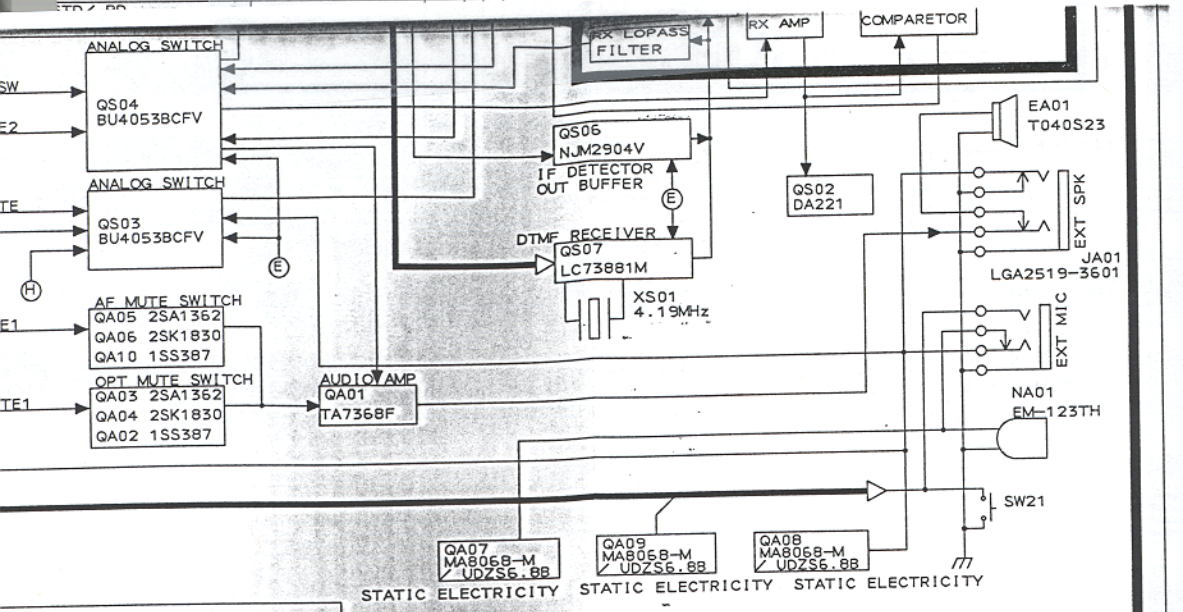 ANALOG SWITCH
SW
QS04
BU4053BCFV
E2
ANALOG SWITCH
TE
QS03
BU4053BCFV
H
E
RX LOPASS
FILTER
RX AMP
COMPARETOR
QS06
NJM2904V
IF DETECTOR
OUT BUFFER
E
QS02
DA221
EA01
T040S23
DTMF RECEIVER
QS07
LC73881M
XS01
4.19MHz
EXT SPK
JA01
LGA2519-3601
AF MUTE SWITCH
QA05 2SA1362
E1
QA06 2SK1830
QA10 1SS387
OPT MUTE SWITCH
QA03 2SA1362
TE1
QA04 2SK1830
QA02 1SS387
AUDIO AMP
QA01
TA7368F
EXT MIC
NA01
EM-123TH
SW21
QA07
MA8068-M
/ UDZS6.8B
STATIC ELECTRICITY
QA09
MA8068-M
/ UDZS6.8B
STATIC ELECTRICITY
QA08
MA8068-M
/ UDZS6.8B
STATIC ELECTRICITY